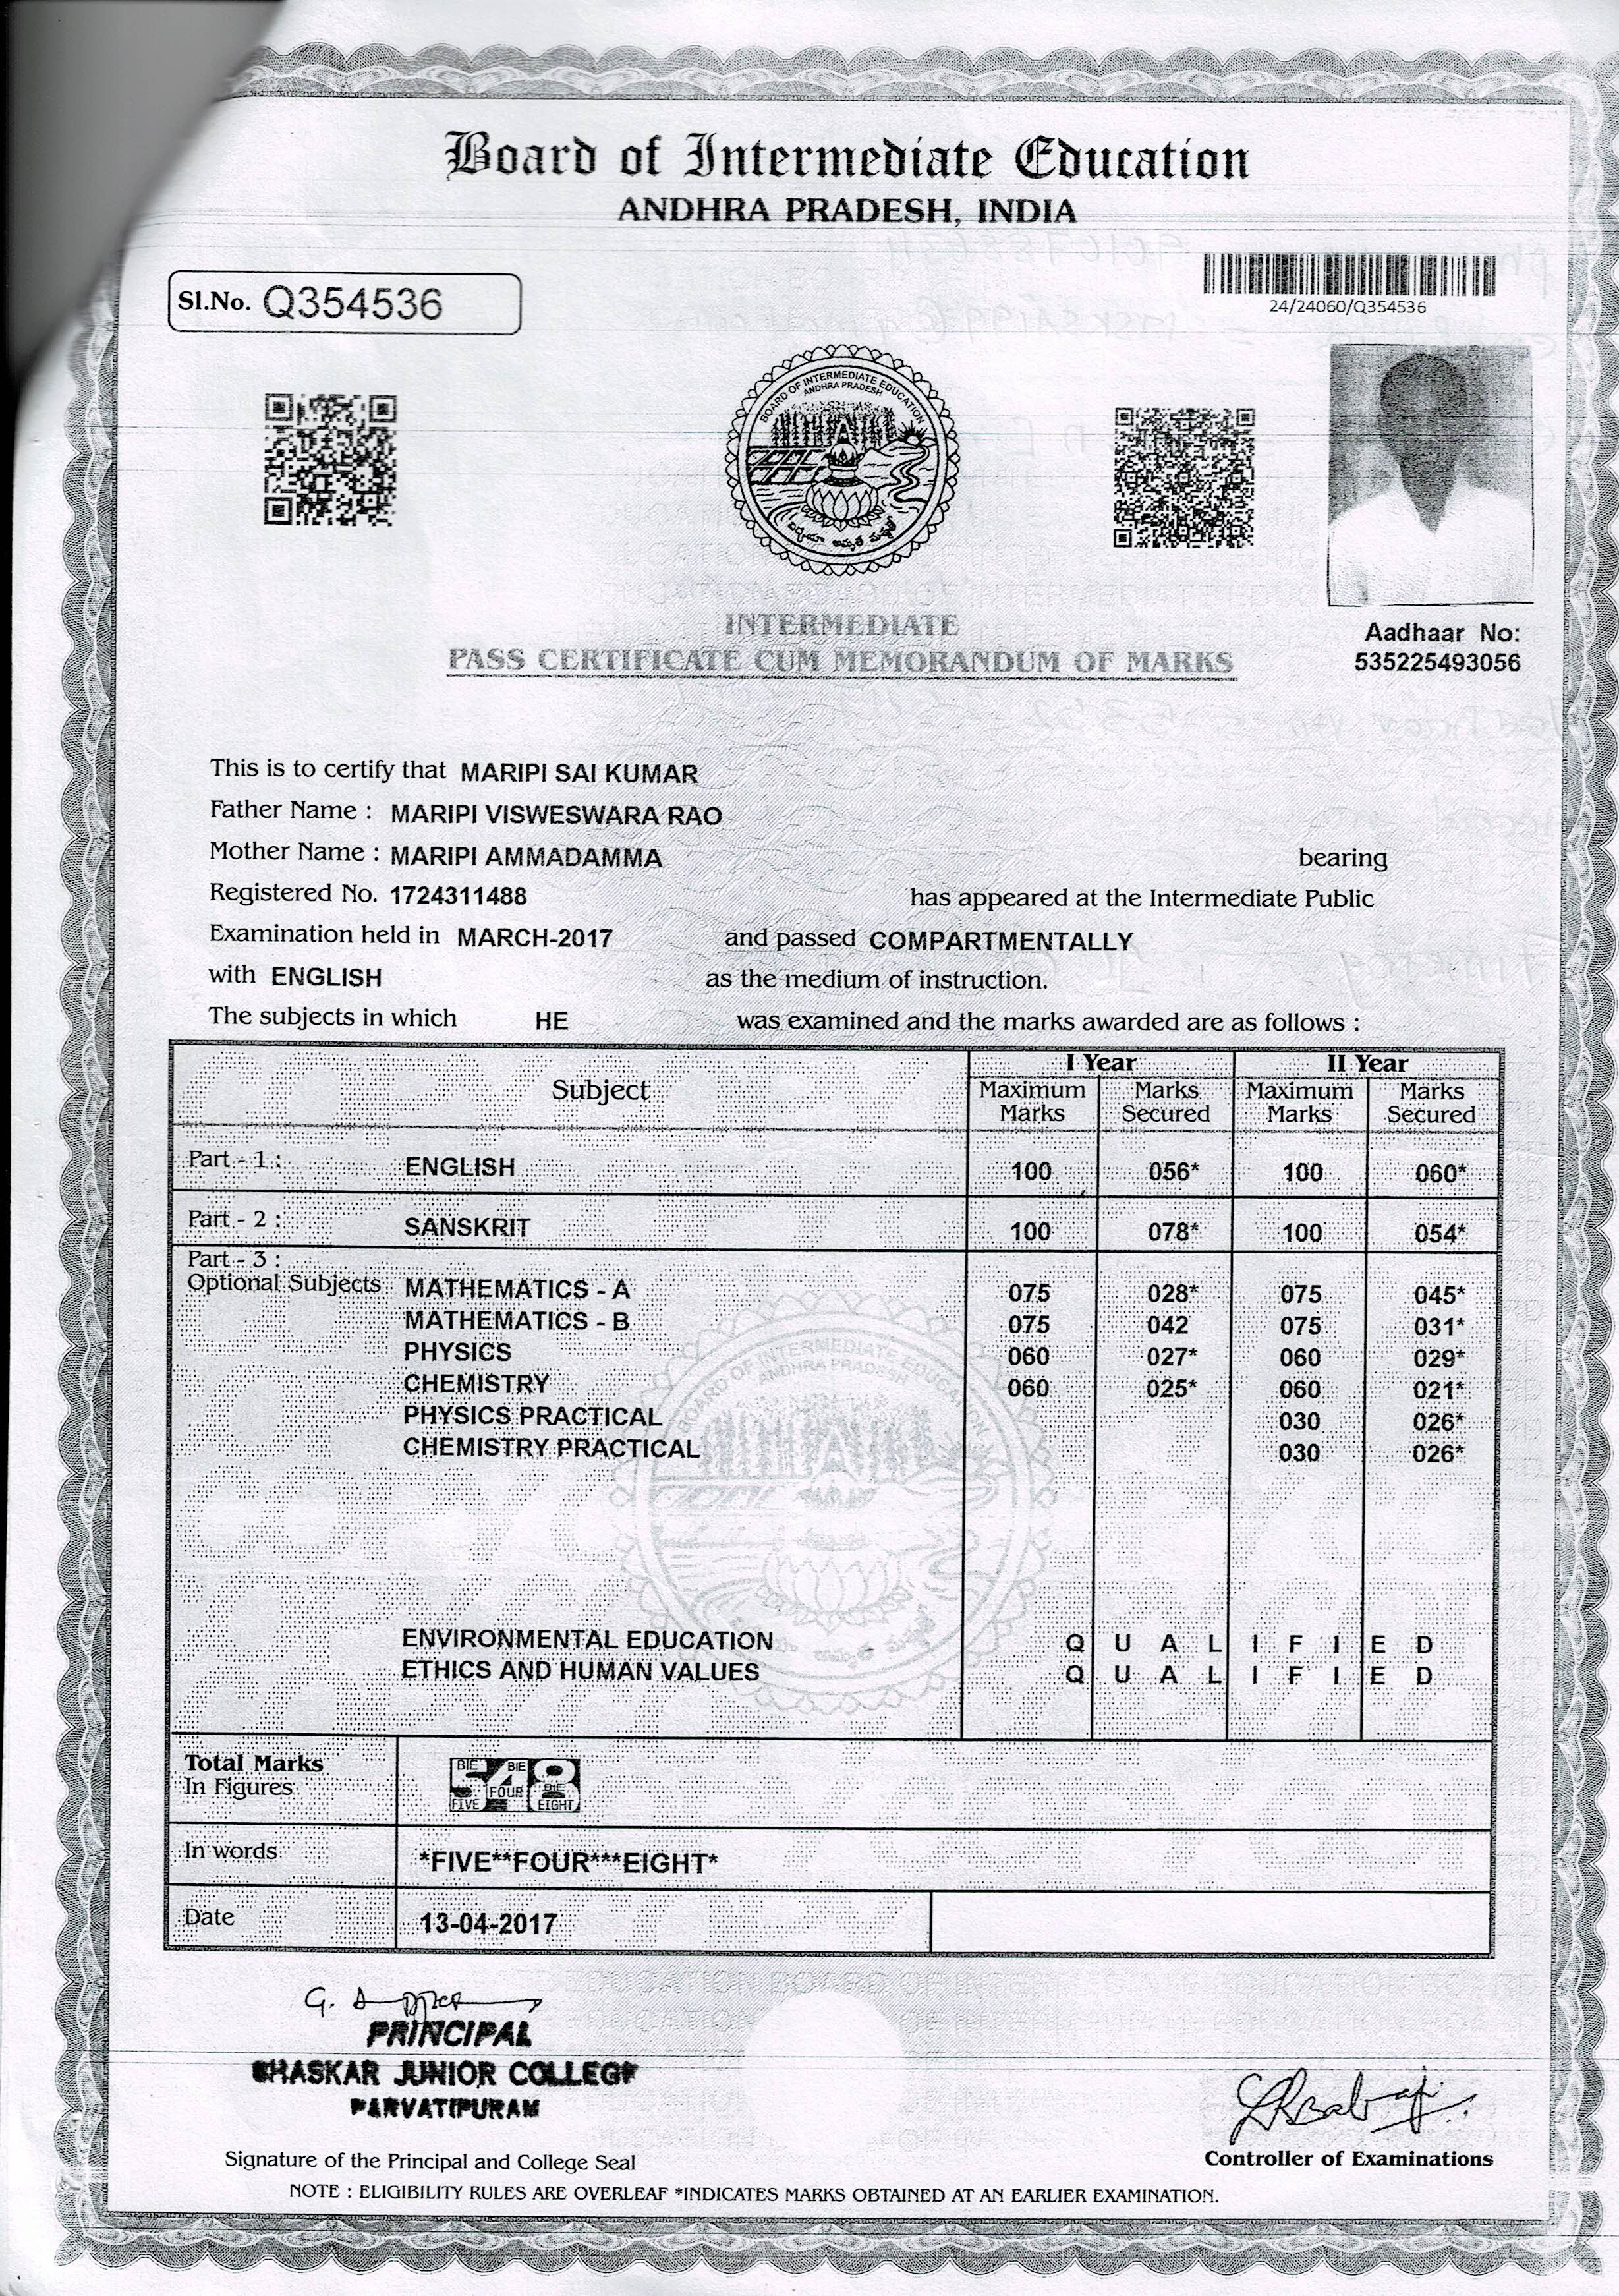 Board of Intermediate Education
ANDHRA PRADESH, INDIA
Sl.No. Q354536
24/24060/Q354536
BOARD OF INTERMEDIATE EDUCATION
ANDHRA PRADESH
INTERMEDIATE
PASS CERTIFICATE CUM MEMORANDUM OF MARKS
Aadhaar No:
535225493056
This is to certify that MARIPI SAI KUMAR
Father Name : MARIPI VISWESWARA RAO
Mother Name : MARIPI AMMADAMMA bearing
Registered No. 1724311488 has appeared at the Intermediate Public
Examination held in MARCH-2017 and passed COMPARTMENTALLY
with ENGLISH as the medium of instruction.
The subjects in which HE was examined and the marks awarded are as follows :
Subject I Year II Year
Maximum Marks Marks Secured Maximum Marks Marks Secured
Part - 1 : ENGLISH 100 056* 100 060*
Part - 2 : SANSKRIT 100 078* 100 054*
Part - 3 :
Optional Subjects MATHEMATICS - A 075 028* 075 045*
MATHEMATICS - B 075 042 075 031*
PHYSICS 060 027* 060 029*
CHEMISTRY 060 025* 060 021*
PHYSICS PRACTICAL 030 026*
CHEMISTRY PRACTICAL 030 026*
ENVIRONMENTAL EDUCATION Q U A L I F I E D
ETHICS AND HUMAN VALUES Q U A L I F I E D
Total Marks
In Figures 548
BIE BIE BIE
FIVE FOUR EIGHT
In words *FIVE**FOUR***EIGHT*
Date 13-04-2017
PRINCIPAL
BHASKAR JUNIOR COLLEGE
PARVATIPURAM
Signature of the Principal and College Seal
Controller of Examinations
NOTE : ELIGIBILITY RULES ARE OVERLEAF *INDICATES MARKS OBTAINED AT AN EARLIER EXAMINATION.